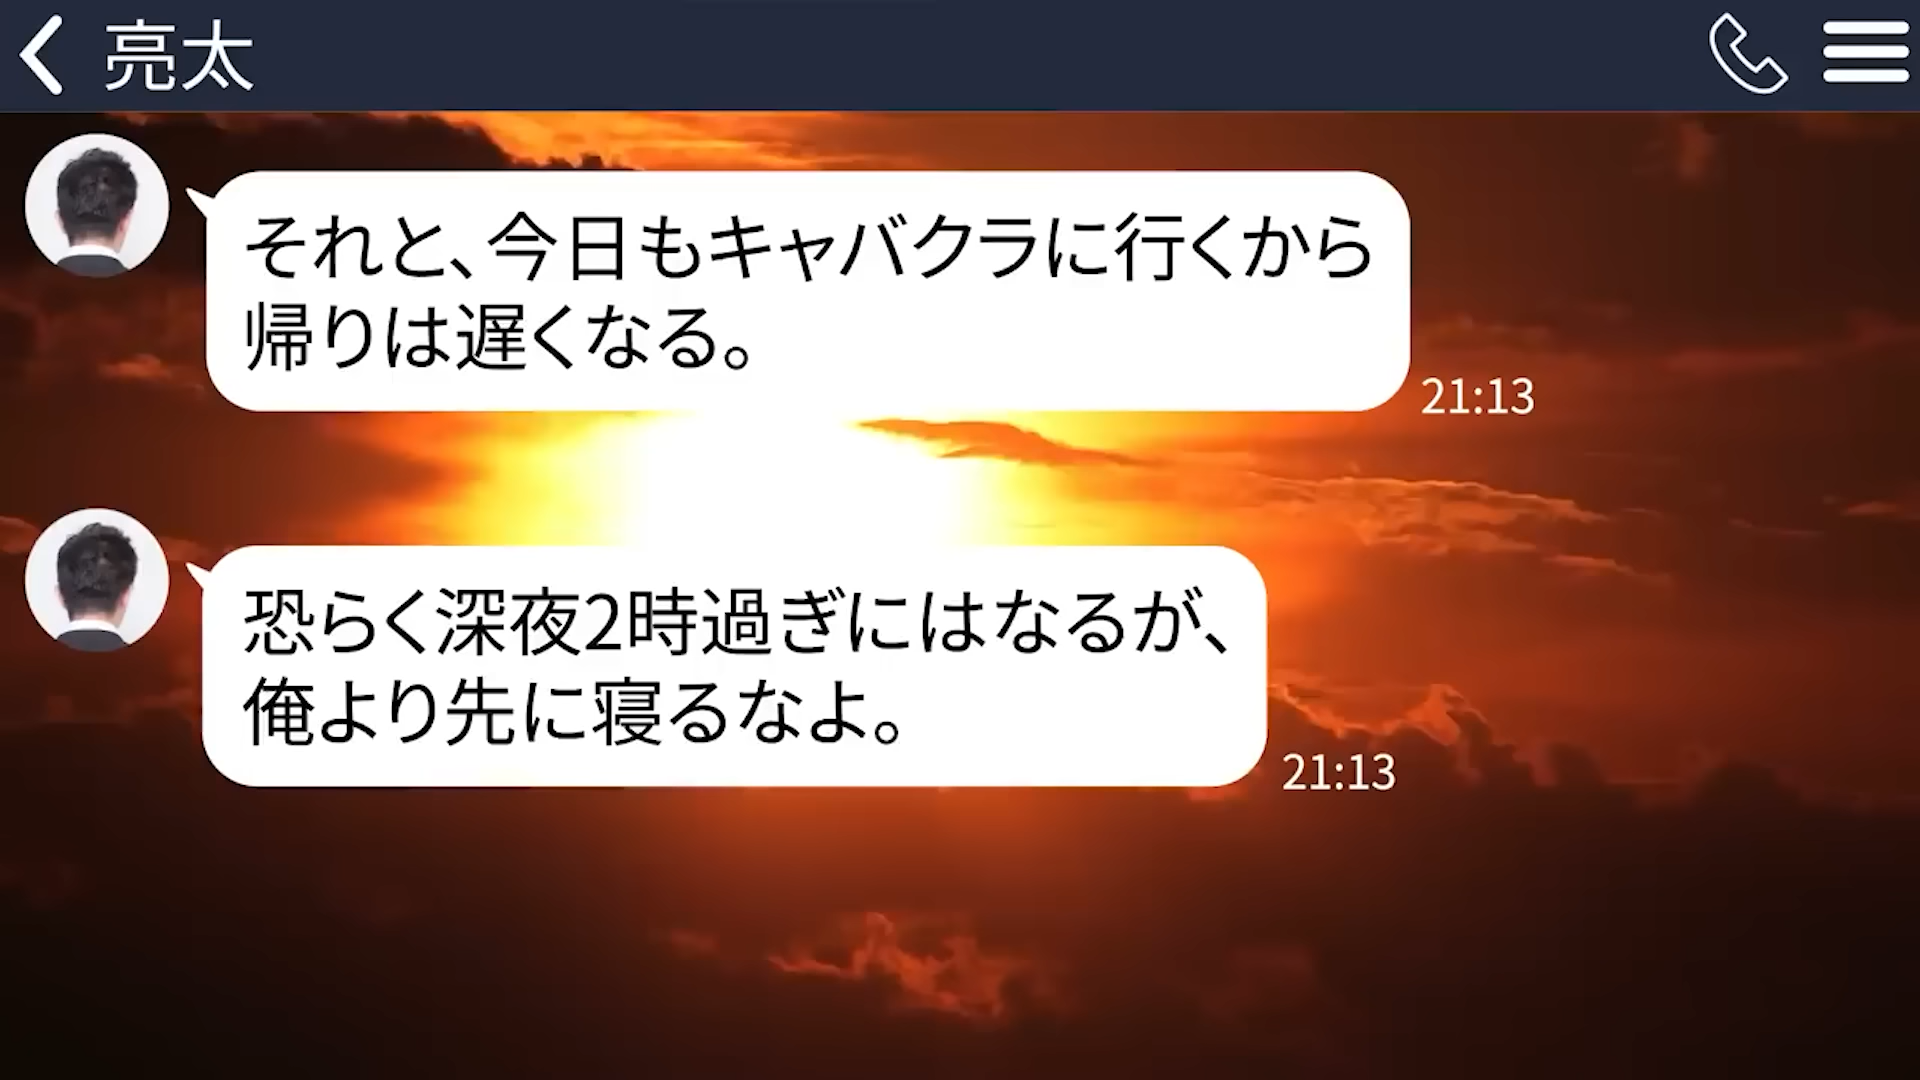 亮太
それと、今日もキャバクラに行くから
帰りは遅くなる。
21:13
恐らく深夜2時過ぎにはなるが、
俺より先に寝るなよ。
21:13